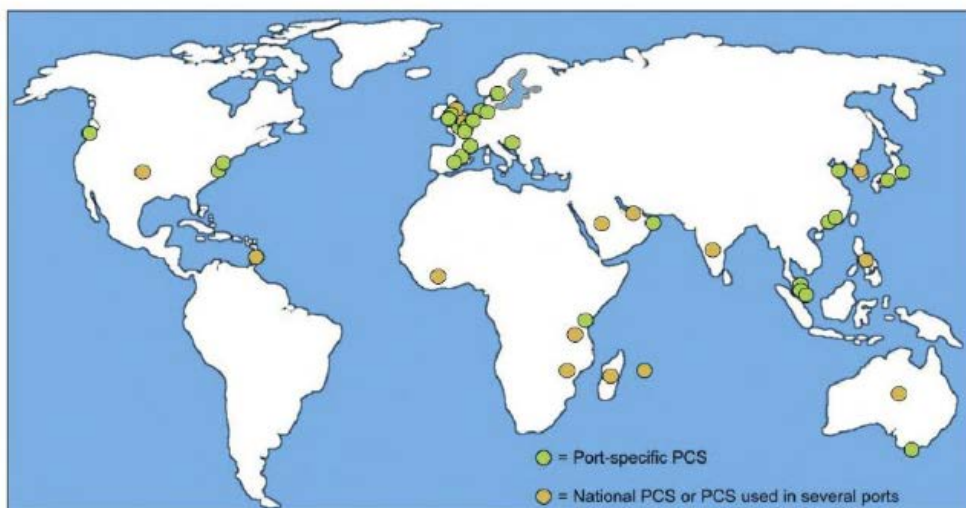 = Port-specific PCS
= National PCS or PCS used in several ports